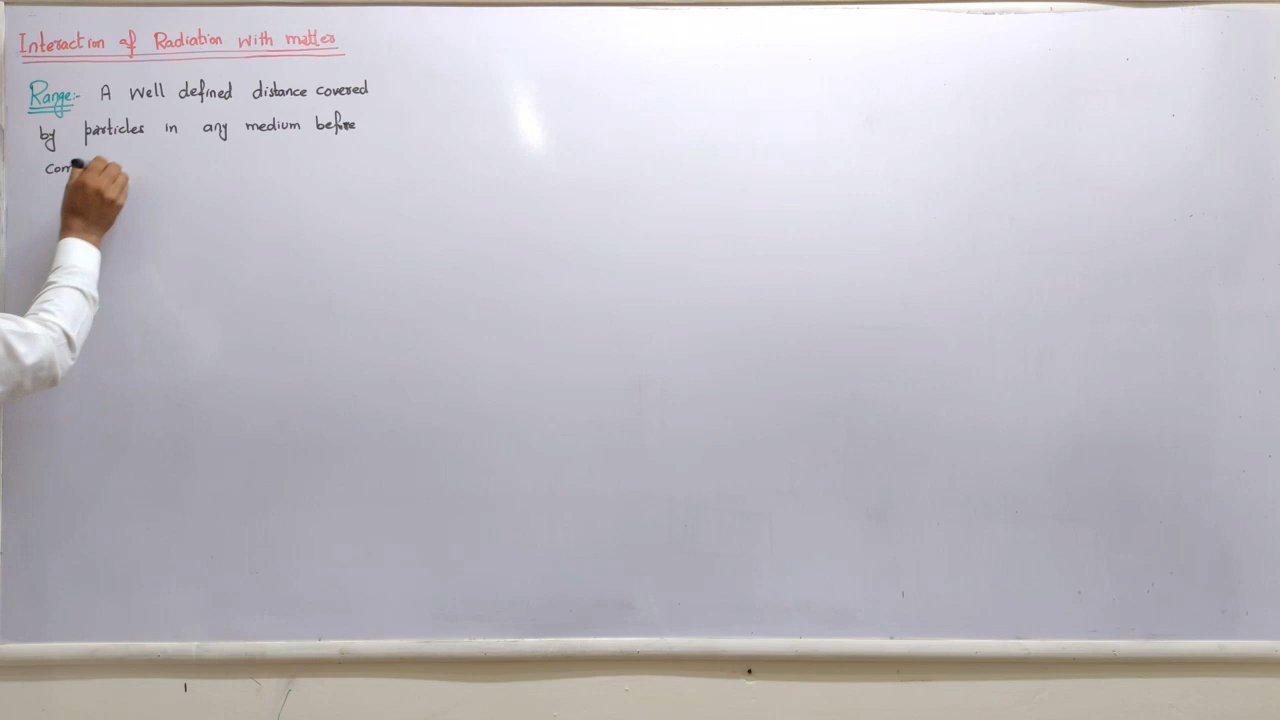 Interaction of Radiation with matter
Range:- A well defined distance covered
by particles in any medium before
com